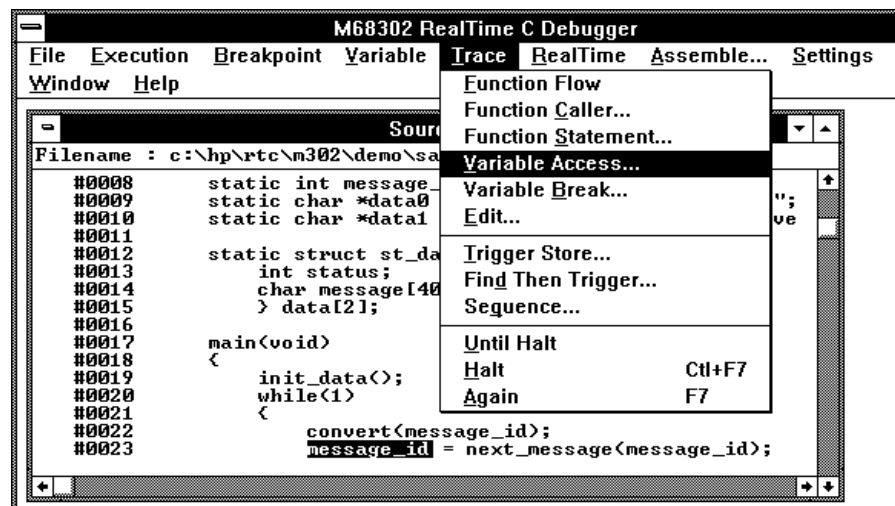 M68302 RealTime C Debugger
File Execution Breakpoint Variable Trace RealTime Assemble... Settings
Window Help
Function Flow
Function Caller...
Function Statement...
Variable Access...
Variable Break...
Edit...
Trigger Store...
Find Then Trigger...
Sequence...
Until Halt
Halt Ctl+F7
Again F7
Sour
Filename : c:\hp\rtc\m302\demo\sa
#0008 static int message_
#0009 static char *data0 ";
#0010 static char *data1 ve
#0011
#0012 static struct st_da
#0013 int status;
#0014 char message[40
#0015 } data[2];
#0016
#0017 main(void)
#0018 {
#0019 init_data();
#0020 while(1)
#0021 {
#0022 convert(message_id);
#0023 message_id = next_message(message_id);